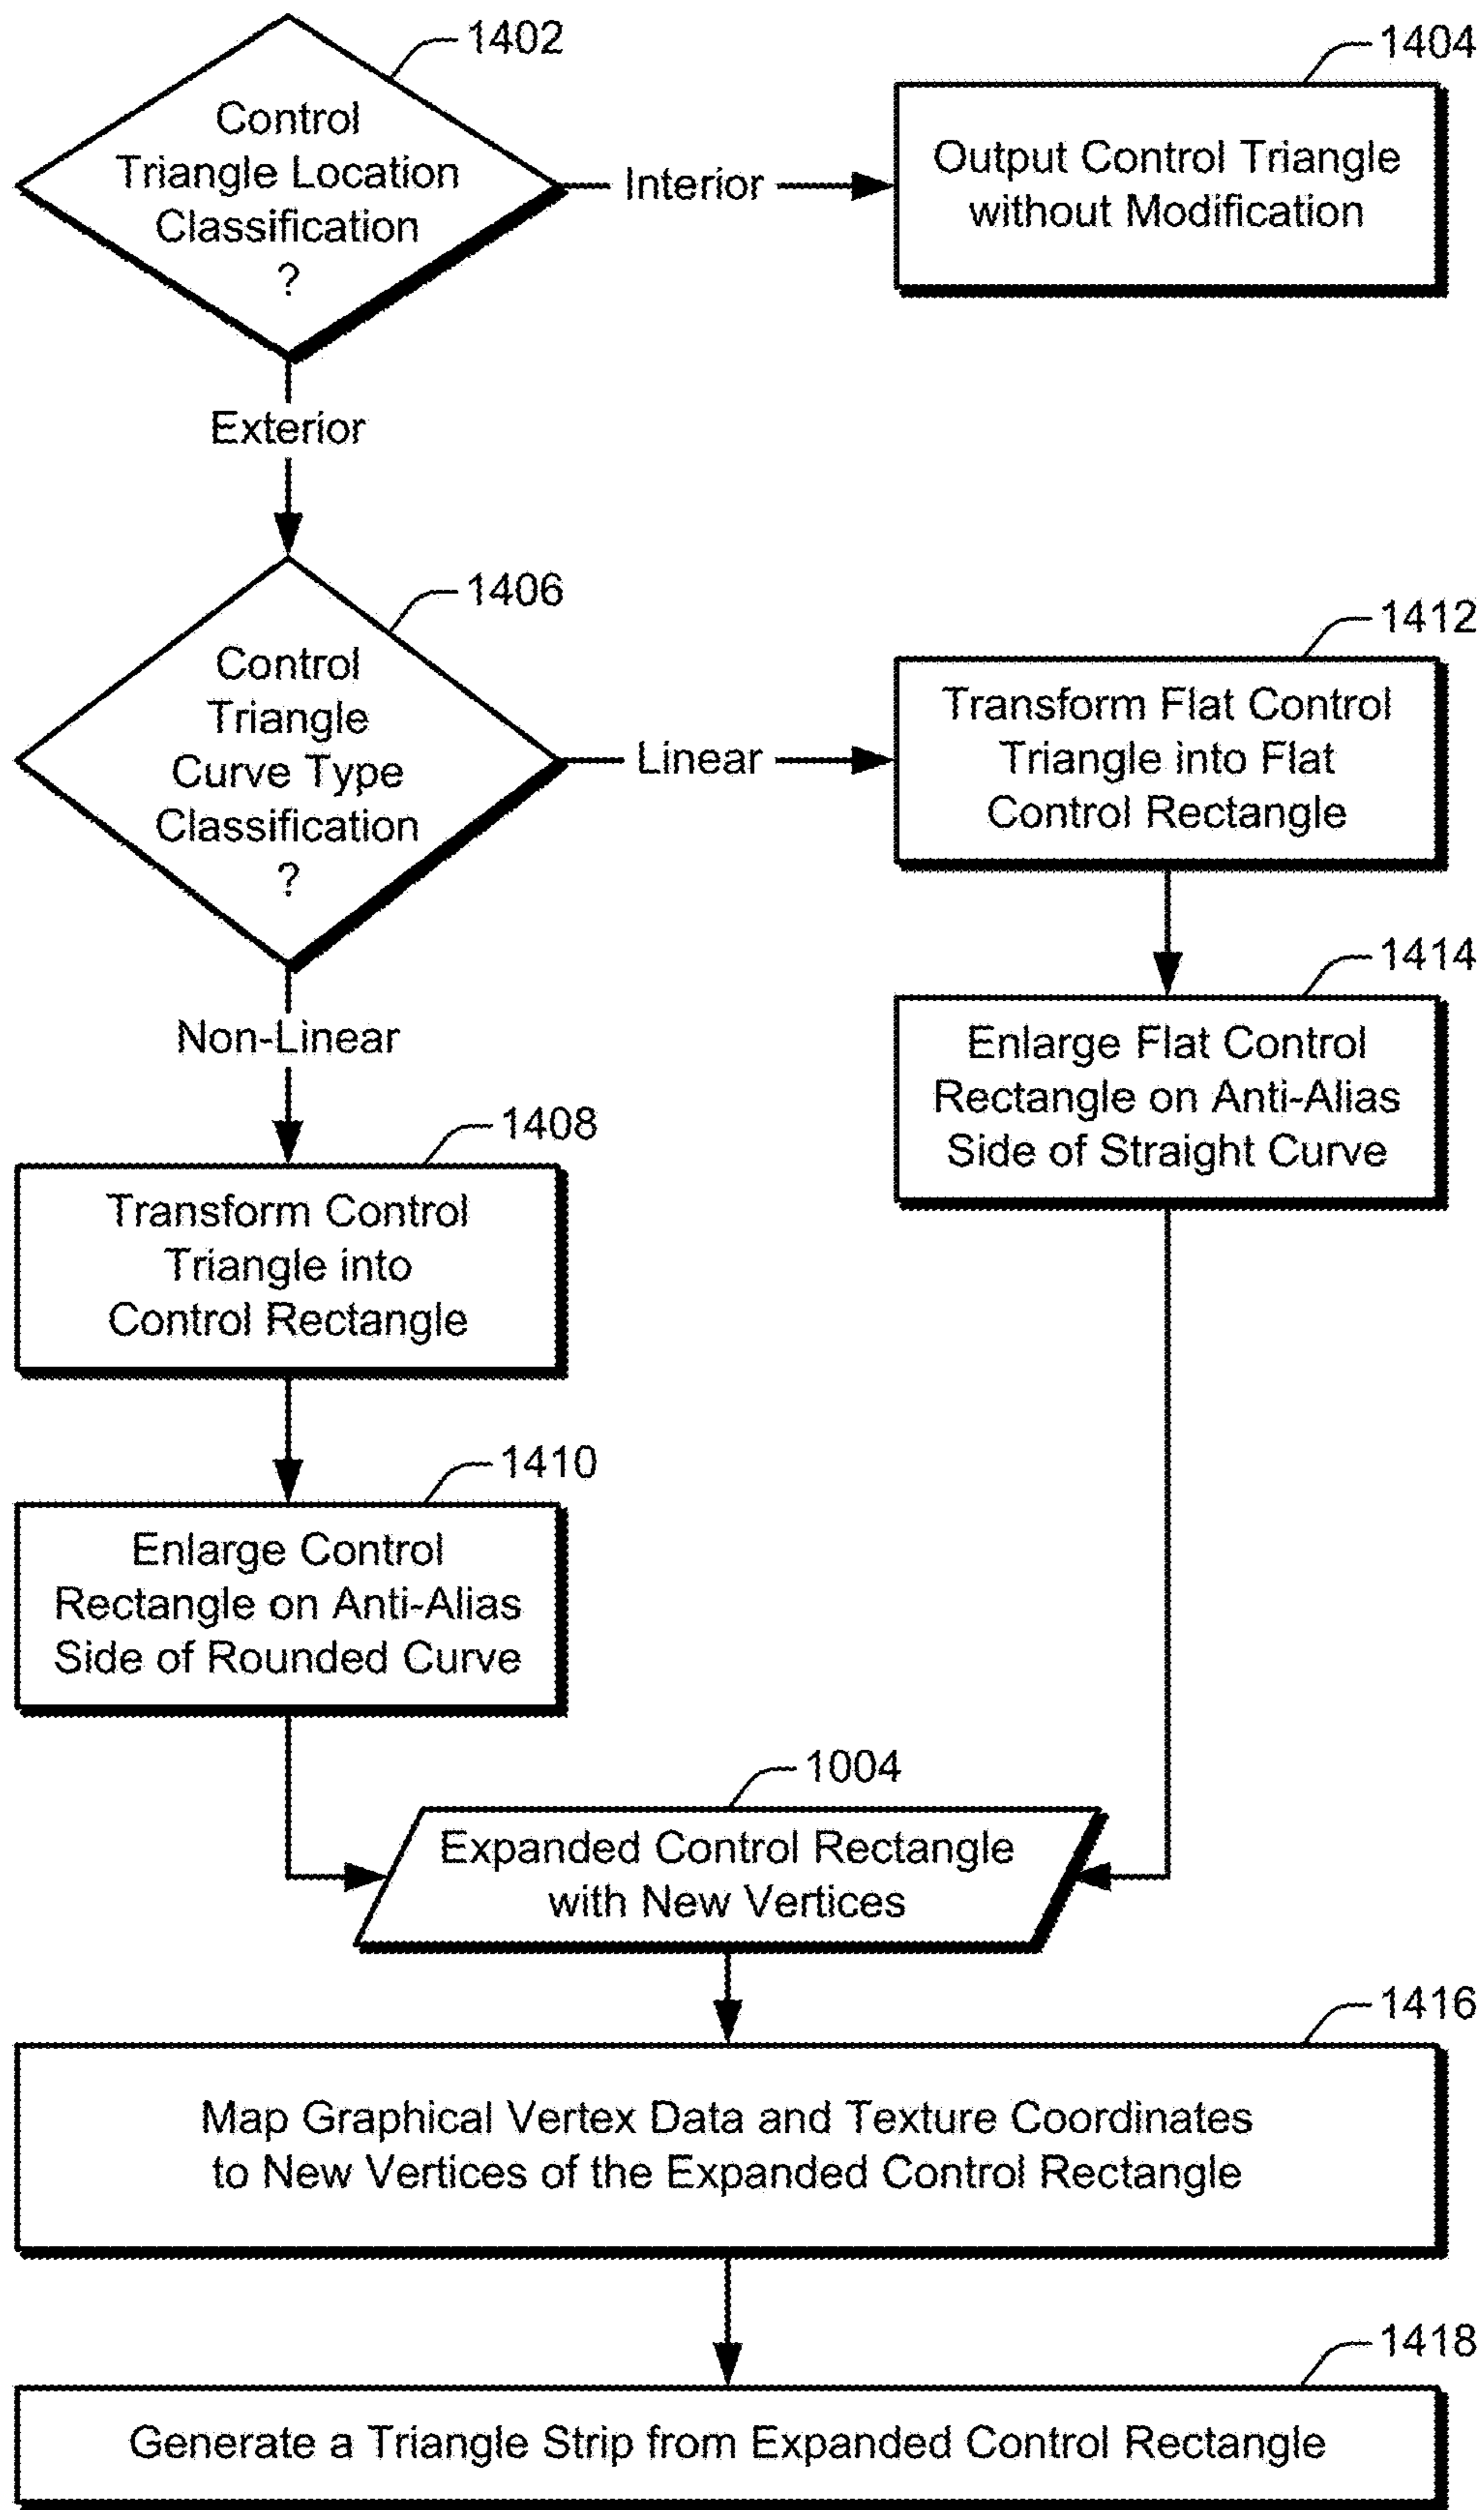 1402
Control
Triangle Location
Classification
?
Interior
1404
Output Control Triangle
without Modification
Exterior
1406
Control
Triangle
Curve Type
Classification
?
Linear
1412
Transform Flat Control
Triangle into Flat
Control Rectangle
1414
Enlarge Flat Control
Rectangle on Anti-Alias
Side of Straight Curve
Non-Linear
1408
Transform Control
Triangle into
Control Rectangle
1410
Enlarge Control
Rectangle on Anti-Alias
Side of Rounded Curve
1004
Expanded Control Rectangle
with New Vertices
1416
Map Graphical Vertex Data and Texture Coordinates
to New Vertices of the Expanded Control Rectangle
1418
Generate a Triangle Strip from Expanded Control Rectangle